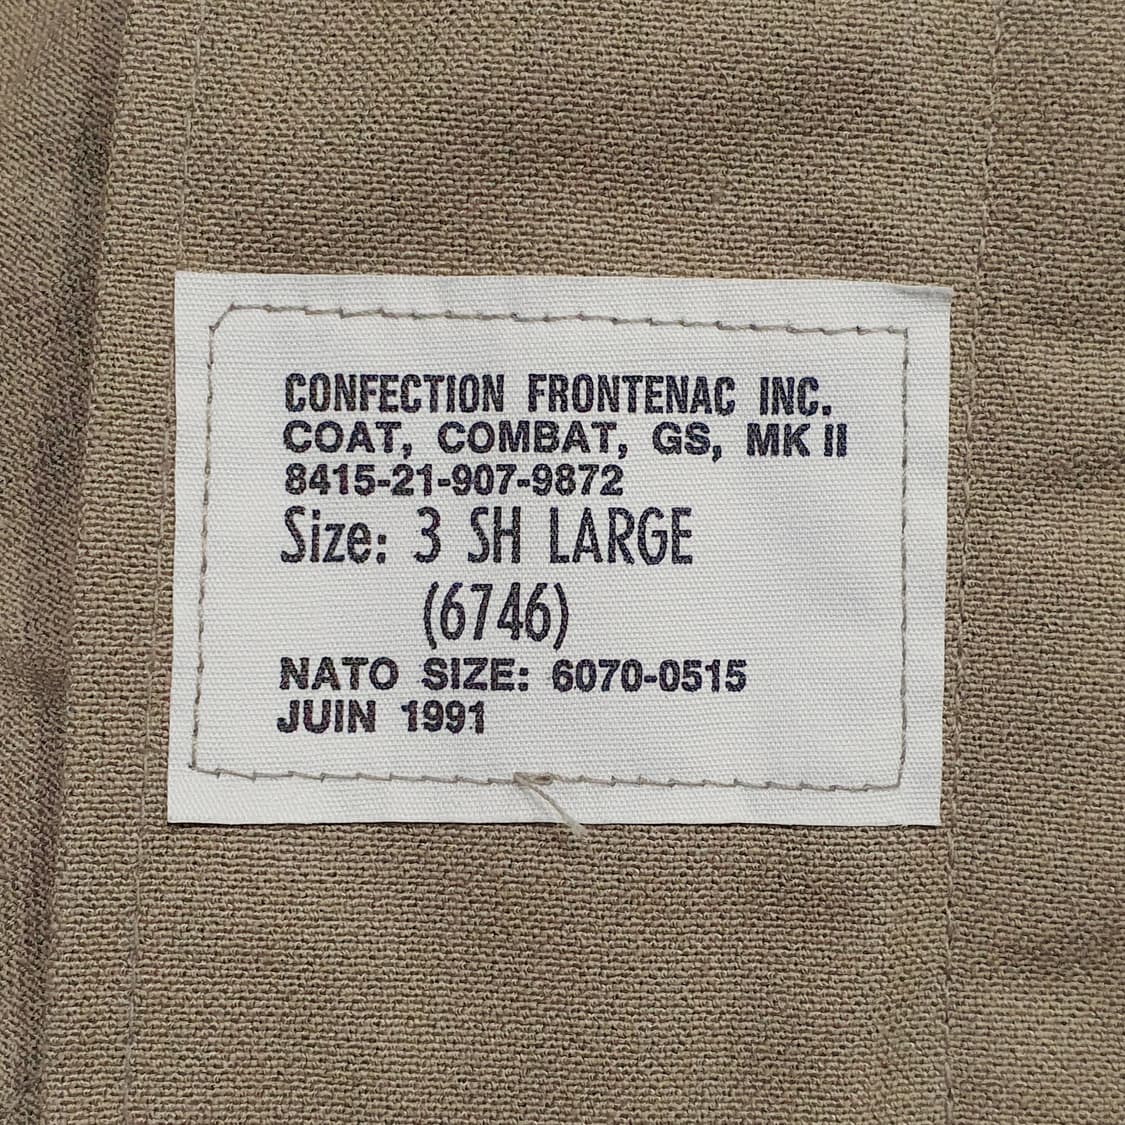 CONFECTION FRONTENAC INC.
COAT, COMBAT, GS, MK II
8415-21-907-9872
Size: 3 SH LARGE
(6746)
NATO SIZE: 6070-0515
JUIN 1991